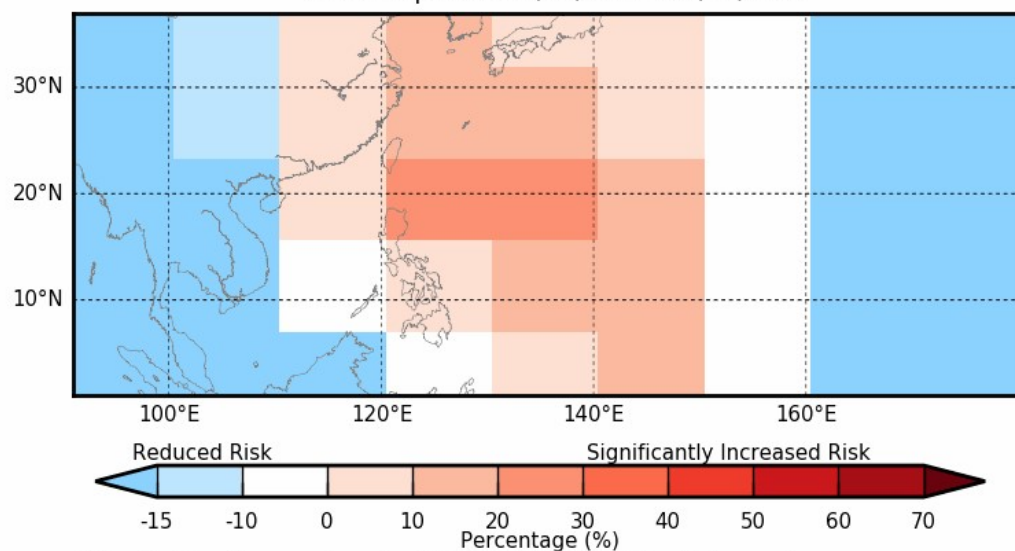 30°N
20°N
10°N
100°E 120°E 140°E 160°E
Reduced Risk Significantly Increased Risk
-15 -10 0 10 20 30 40 50 60 70
Percentage (%)